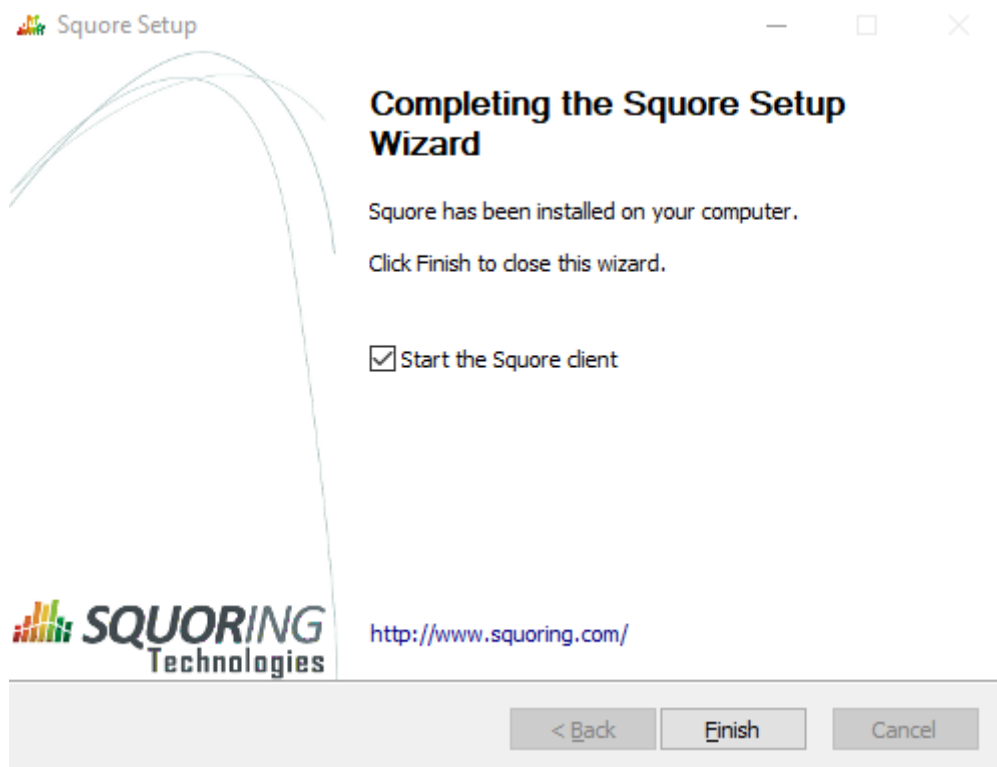 Squore Setup
Completing the Squore Setup
Wizard
Squore has been installed on your computer.
Click Finish to close this wizard.
Start the Squore client
SQUORING
Technologies
http://www.squoring.com/
< Back
Finish
Cancel